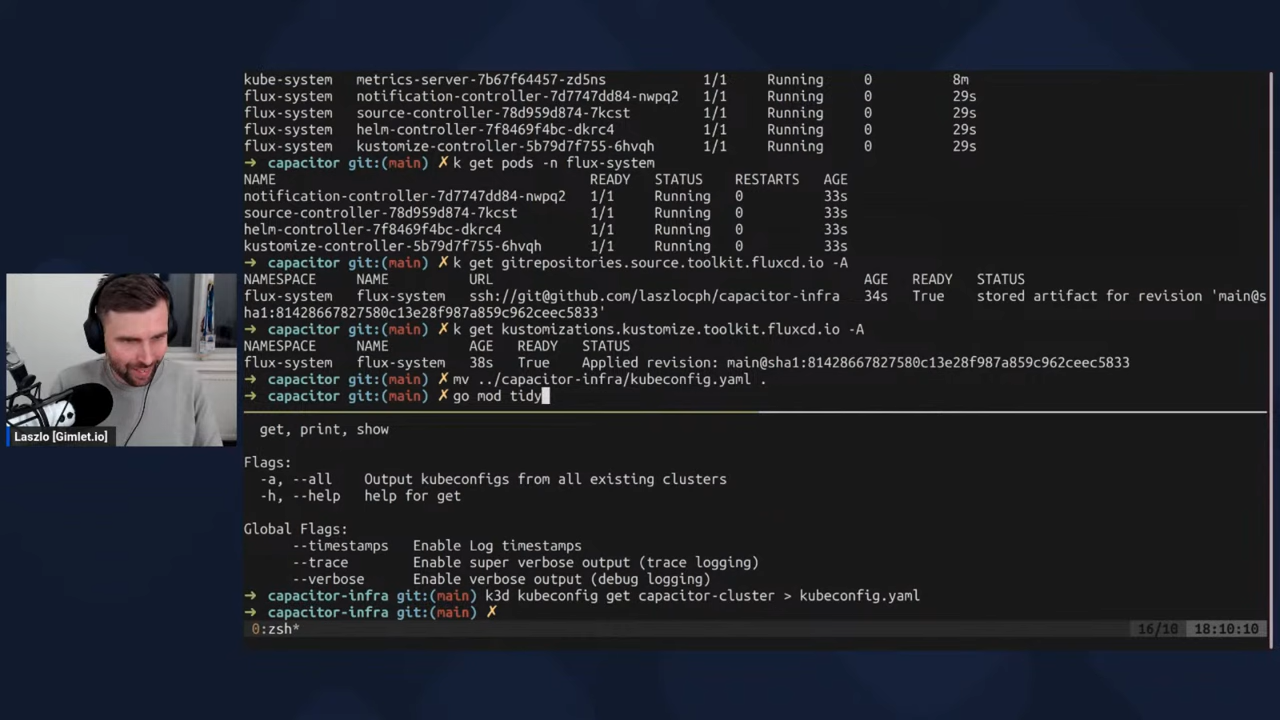 kube-system   metrics-server-7b67f64457-zd5ns            1/1     Running     0          8m
flux-system   notification-controller-7d7747dd84-nwpq2   1/1     Running     0          29s
flux-system   source-controller-78d959d874-7kcst         1/1     Running     0          29s
flux-system   helm-controller-7f8469f4bc-dkrc4           1/1     Running     0          29s
flux-system   kustomize-controller-5b79d7f755-6hvqh      1/1     Running     0          29s
➜  capacitor git:(main) ✗ k get pods -n flux-system
NAME                                       READY   STATUS    RESTARTS   AGE
notification-controller-7d7747dd84-nwpq2   1/1     Running   0          33s
source-controller-78d959d874-7kcst         1/1     Running   0          33s
helm-controller-7f8469f4bc-dkrc4           1/1     Running   0          33s
kustomize-controller-5b79d7f755-6hvqh      1/1     Running   0          33s
➜  capacitor git:(main) ✗ k get gitrepositories.source.toolkit.fluxcd.io -A
NAMESPACE     NAME          URL                                            AGE   READY   STATUS
flux-system   flux-system   ssh://git@github.com/laszlocph/capacitor-infra   34s   True    stored artifact for revision 'main@s
ha1:81428667827580c13e28f987a859c962ceec5833'
➜  capacitor git:(main) ✗ k get kustomizations.kustomize.toolkit.fluxcd.io -A
NAMESPACE     NAME          AGE   READY   STATUS
flux-system   flux-system   38s   True    Applied revision: main@sha1:81428667827580c13e28f987a859c962ceec5833
➜  capacitor git:(main) ✗ mv ../capacitor-infra/kubeconfig.yaml .
➜  capacitor git:(main) ✗ go mod tidy
get, print, show
Flags:
-a, --all    Output kubeconfigs from all existing clusters
-h, --help   help for get
Global Flags:
--timestamps   Enable Log timestamps
--trace        Enable super verbose output (trace logging)
--verbose      Enable verbose output (debug logging)
➜  capacitor-infra git:(main) k3d kubeconfig get capacitor-cluster > kubeconfig.yaml
➜  capacitor-infra git:(main) ✗
0:zsh*   16/10   18:10:10
Laszlo [Gimlet.io]